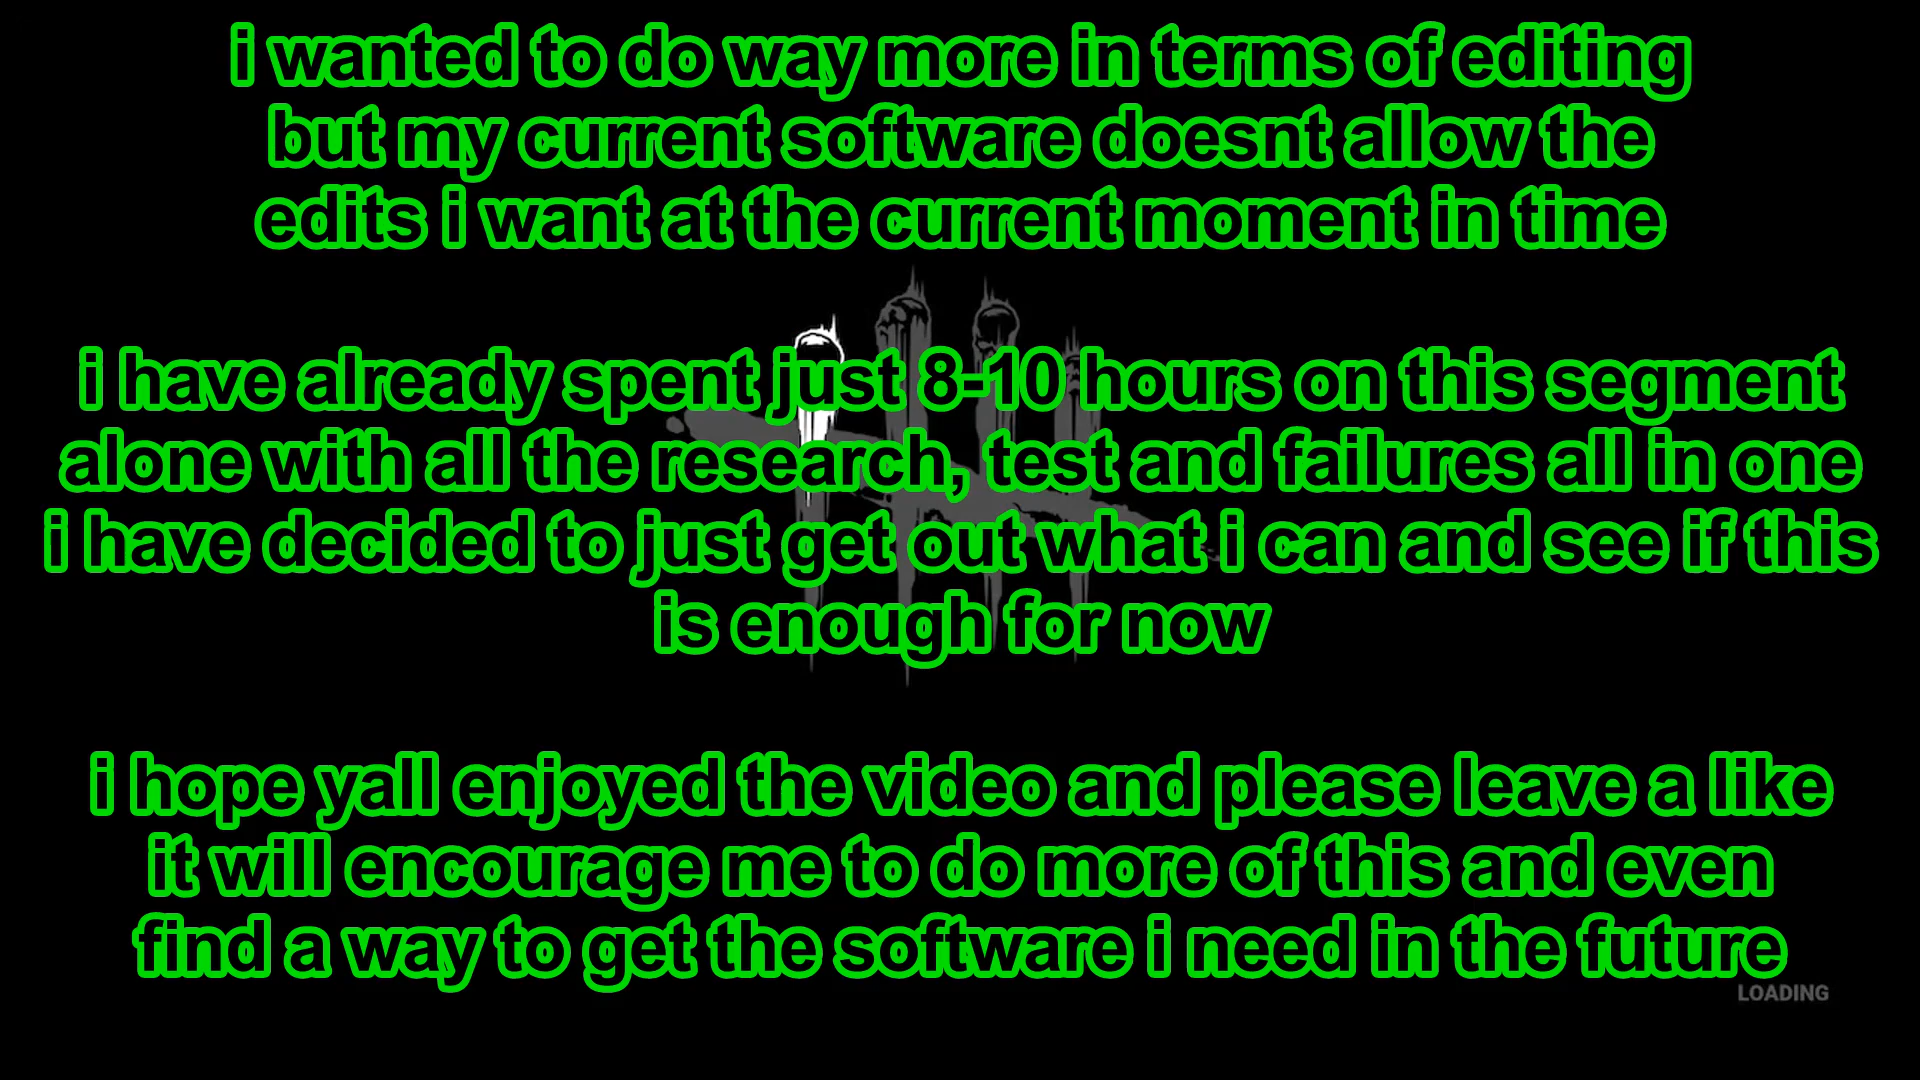 i wanted to do way more in terms of editing
but my current software doesnt allow the
edits i want at the current moment in time
i have already spent just 8-10 hours on this segment
alone with all the research, test and failures all in one
i have decided to just get out what i can and see if this
is enough for now
i hope yall enjoyed the video and please leave a like
it will encourage me to do more of this and even
find a way to get the software i need in the future
LOADING